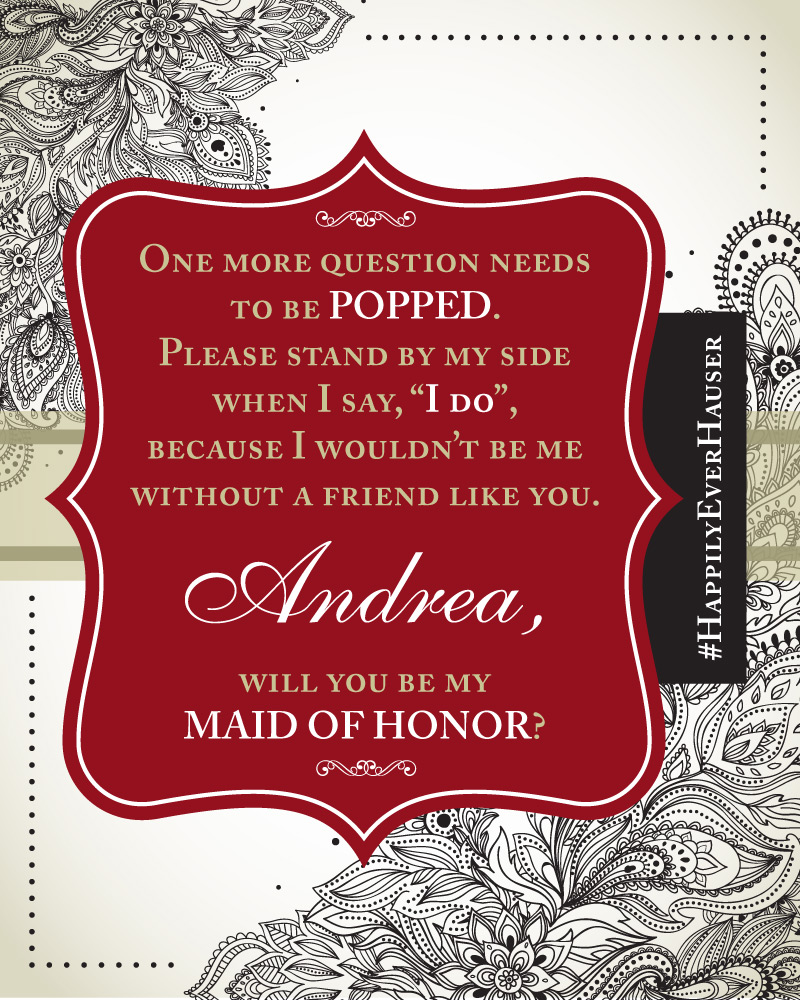 One more question needs
to be POPPED.
Please stand by my side
when I say, “I do”,
because I wouldn’t be me
without a friend like you.
Andrea,
will you be my
MAID OF HONOR?
#HappilyEverHauser